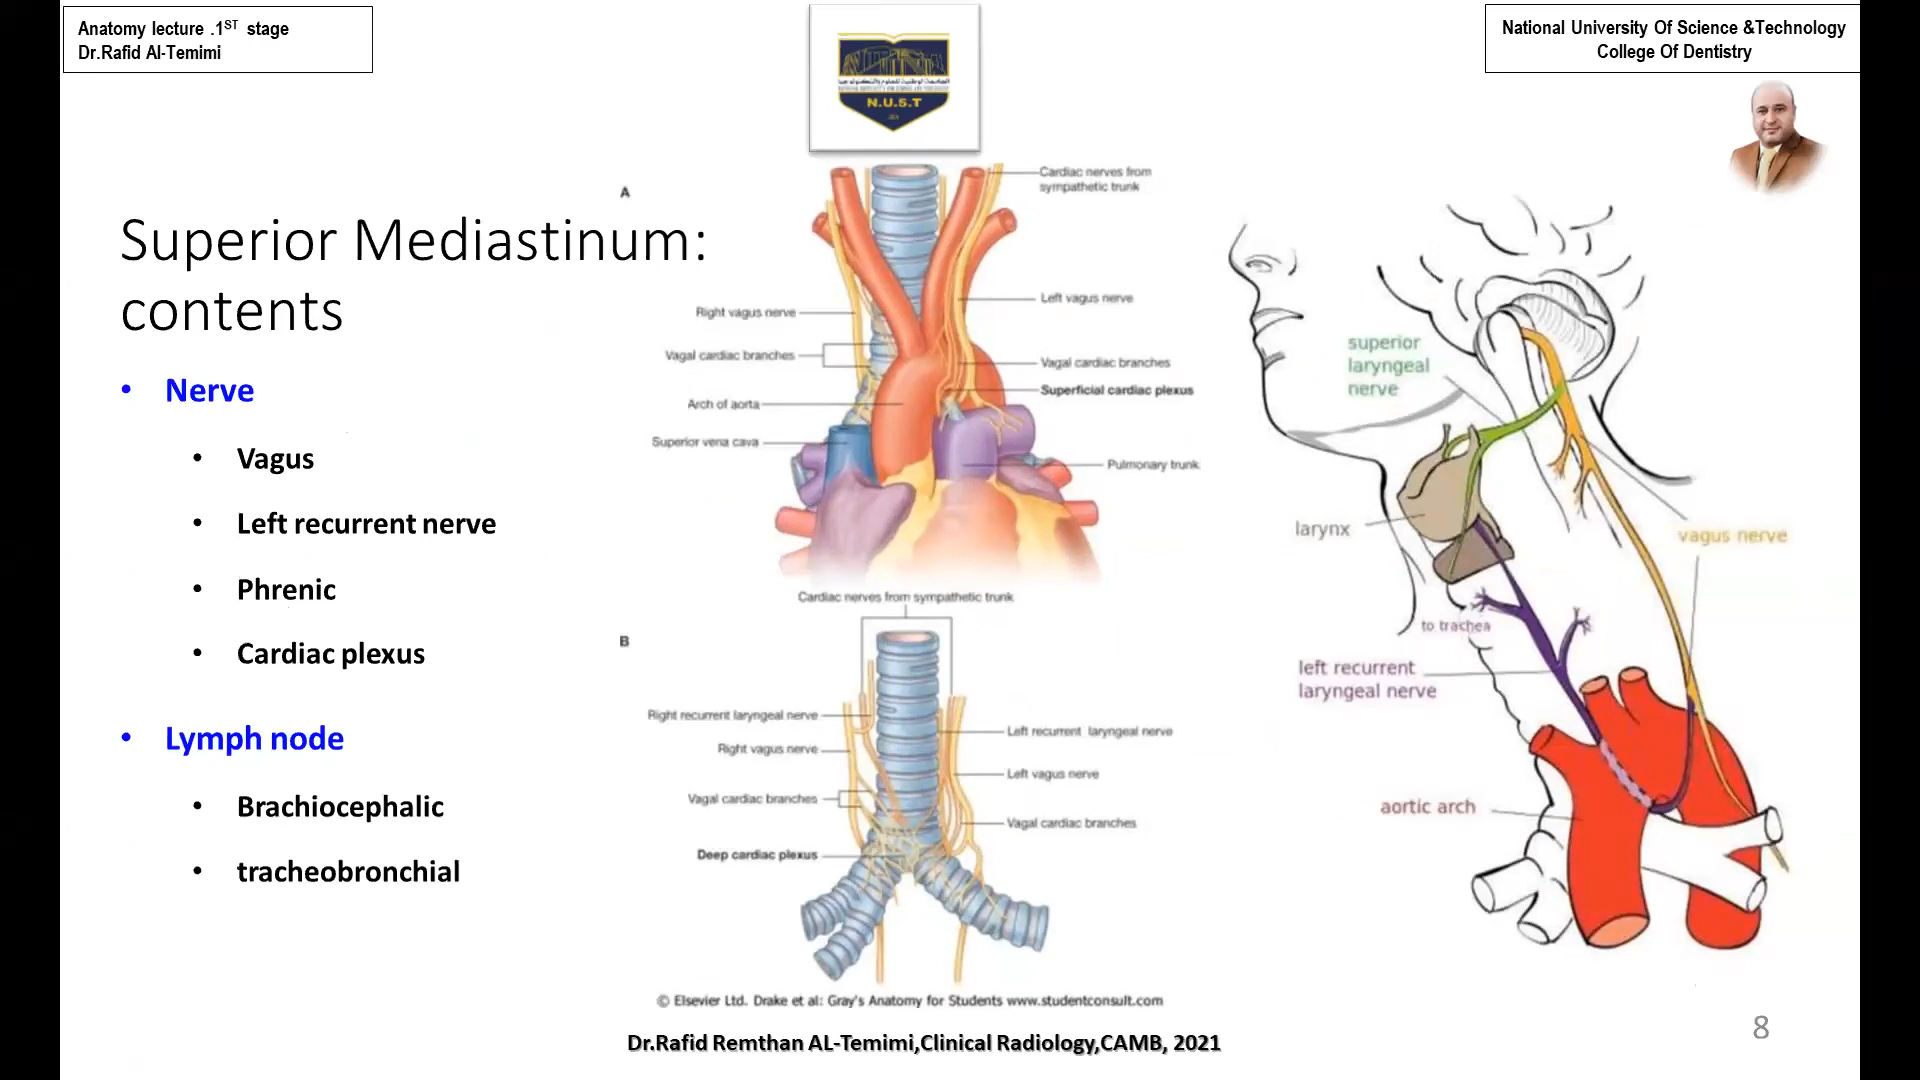 Anatomy lecture .1ST stage
Dr.Rafid Al-Temimi
N.U.S.T
National University Of Science &Technology
College Of Dentistry
Superior Mediastinum:
contents
• Nerve
• Vagus
• Left recurrent nerve
• Phrenic
• Cardiac plexus
• Lymph node
• Brachiocephalic
• tracheobronchial
A
Cardiac nerves from
sympathetic trunk
Right vagus nerve
Left vagus nerve
Vagal cardiac branches
Vagal cardiac branches
Superficial cardiac plexus
Arch of aorta
Superior vena cava
Pulmonary trunk
Cardiac nerves from sympathetic trunk
B
Right recurrent laryngeal nerve
Left recurrent laryngeal nerve
Right vagus nerve
Left vagus nerve
Vagal cardiac branches
Vagal cardiac branches
Deep cardiac plexus
© Elsevier Ltd. Drake et al: Gray's Anatomy for Students www.studentconsult.com
superior
laryngeal
nerve
larynx
vagus nerve
to trachea
left recurrent
laryngeal nerve
aortic arch
Dr.Rafid Remthan AL-Temimi,Clinical Radiology,CAMB, 2021
8